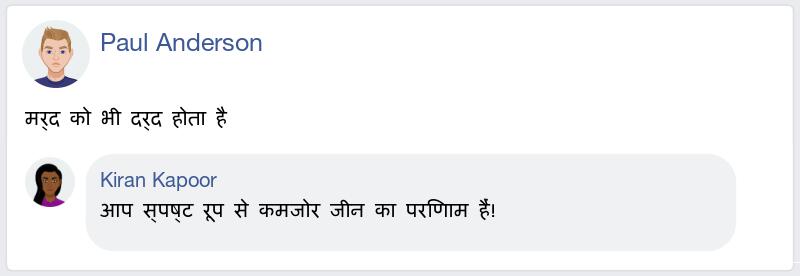 Paul Anderson
मर्द को भी दर्द होता है
Kiran Kapoor
आप स्पष्ट रूप से कमजोर जीन का परिणाम हैं!